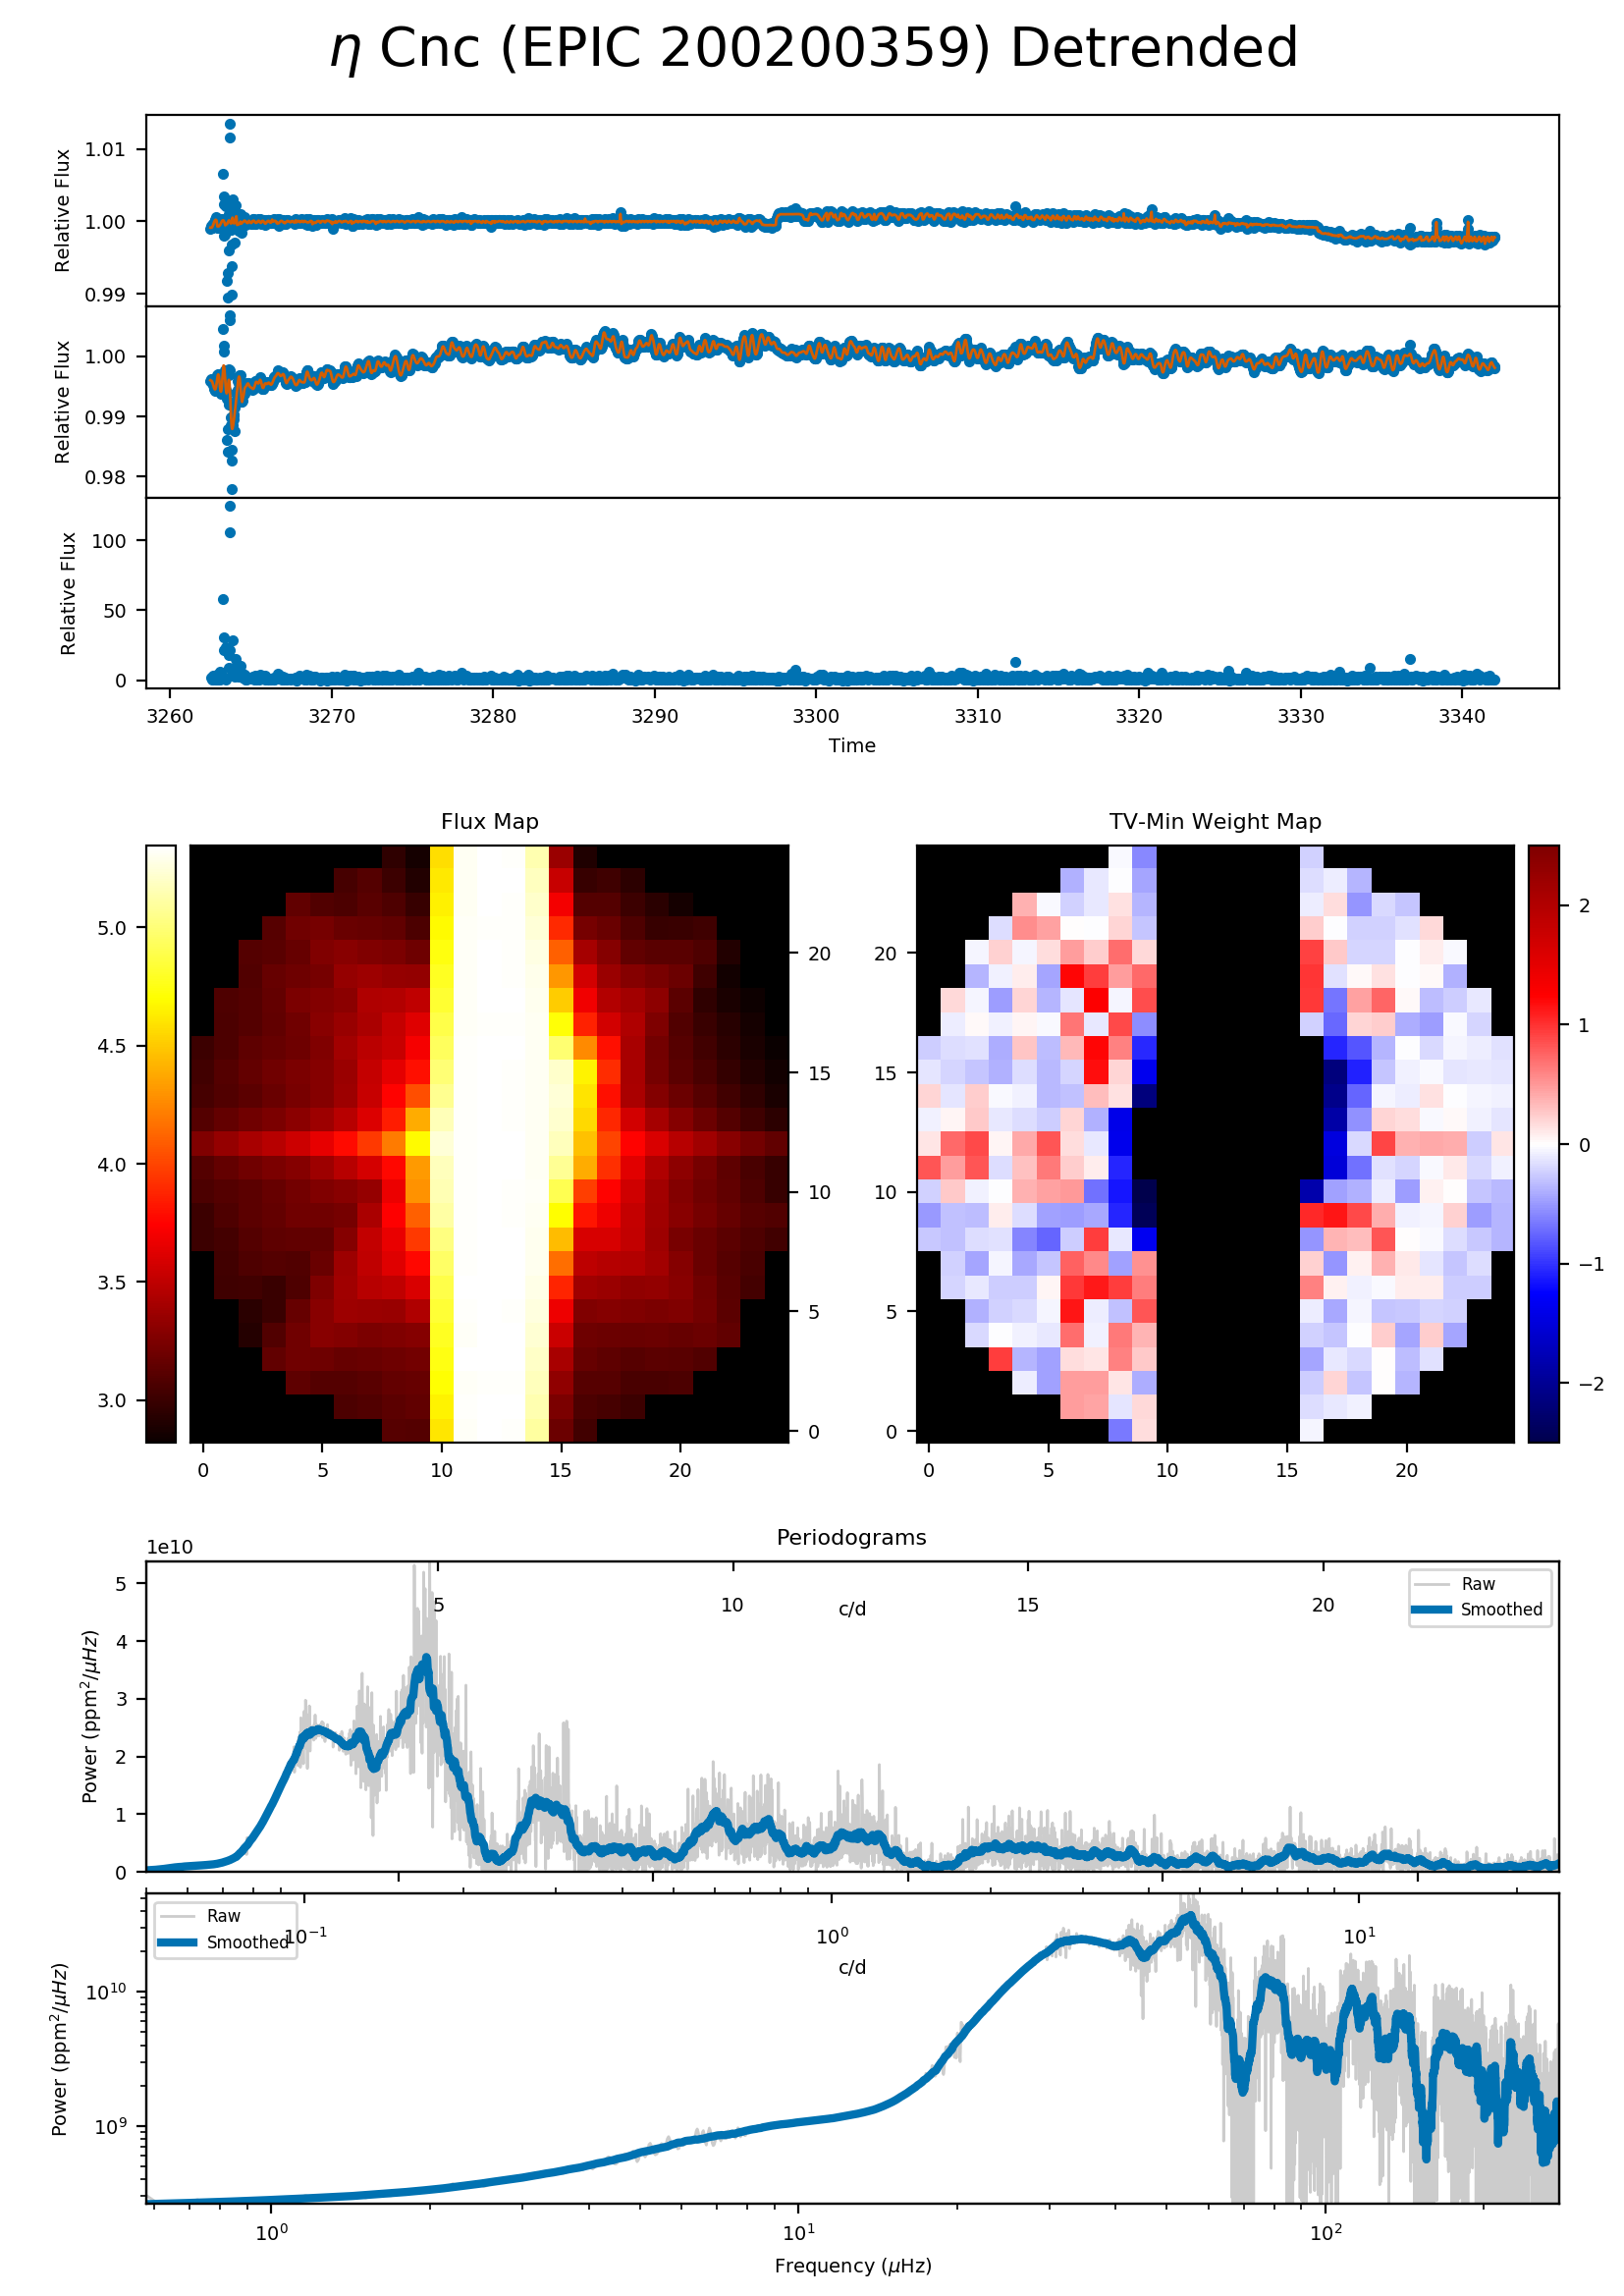 η Cnc (EPIC 200200359) Detrended
1.01
1.00
0.99
Relative Flux
1.00
0.99
0.98
Relative Flux
100
50
0
Relative Flux
3260 3270 3280 3290 3300 3310 3320 3330 3340
Time
Flux Map
TV-Min Weight Map
5.0
4.5
4.0
3.5
3.0
20
15
10
5
0
0 5 10 15 20
20
15
10
5
0
0 5 10 15 20
2
1
0
−1
−2
Periodograms
1e10
5
4
3
2
1
0
Power (ppm²/μHz)
5 10 15 20
c/d
Raw
Smoothed
Raw
Smoothed
10⁻¹ 10⁰ 10¹
c/d
10¹⁰
10⁹
Power (ppm²/μHz)
10⁰ 10¹ 10²
Frequency (μHz)